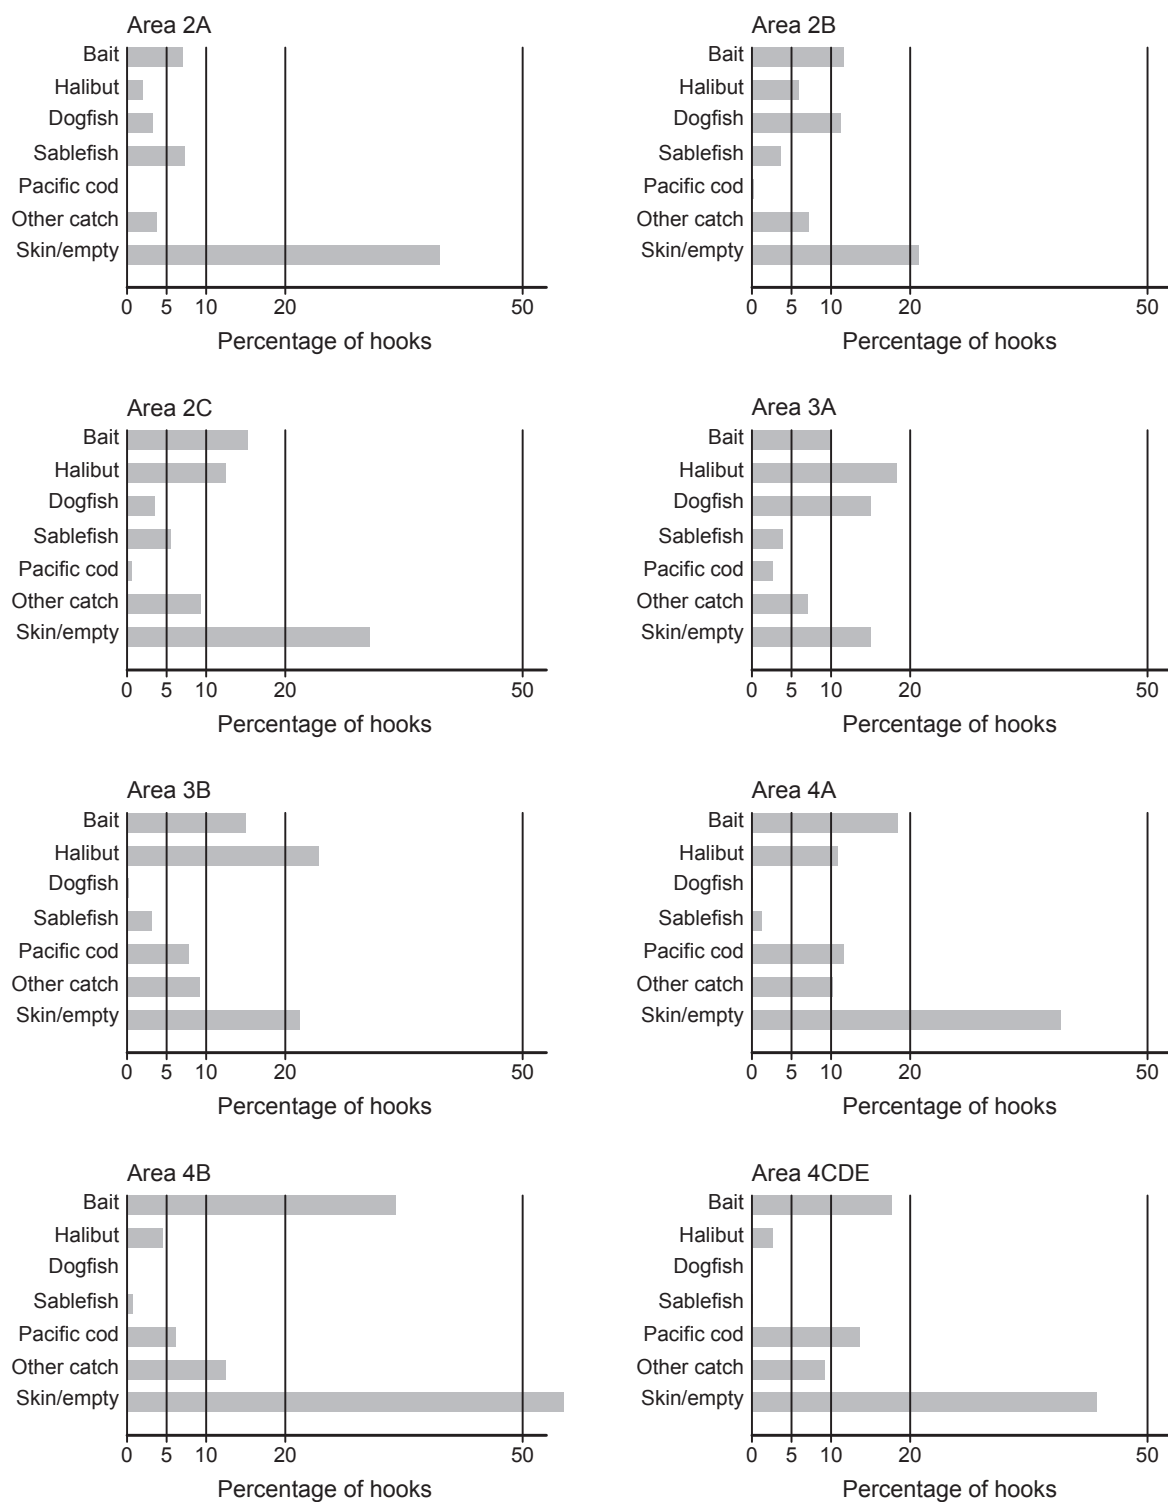 Area 2A
Bait
Halibut
Dogfish
Sablefish
Pacific cod
Other catch
Skin/empty
0 5 10 20 50
Percentage of hooks
Area 2B
Bait
Halibut
Dogfish
Sablefish
Pacific cod
Other catch
Skin/empty
0 5 10 20 50
Percentage of hooks
Area 2C
Bait
Halibut
Dogfish
Sablefish
Pacific cod
Other catch
Skin/empty
0 5 10 20 50
Percentage of hooks
Area 3A
Bait
Halibut
Dogfish
Sablefish
Pacific cod
Other catch
Skin/empty
0 5 10 20 50
Percentage of hooks
Area 3B
Bait
Halibut
Dogfish
Sablefish
Pacific cod
Other catch
Skin/empty
0 5 10 20 50
Percentage of hooks
Area 4A
Bait
Halibut
Dogfish
Sablefish
Pacific cod
Other catch
Skin/empty
0 5 10 20 50
Percentage of hooks
Area 4B
Bait
Halibut
Dogfish
Sablefish
Pacific cod
Other catch
Skin/empty
0 5 10 20 50
Percentage of hooks
Area 4CDE
Bait
Halibut
Dogfish
Sablefish
Pacific cod
Other catch
Skin/empty
0 5 10 20 50
Percentage of hooks